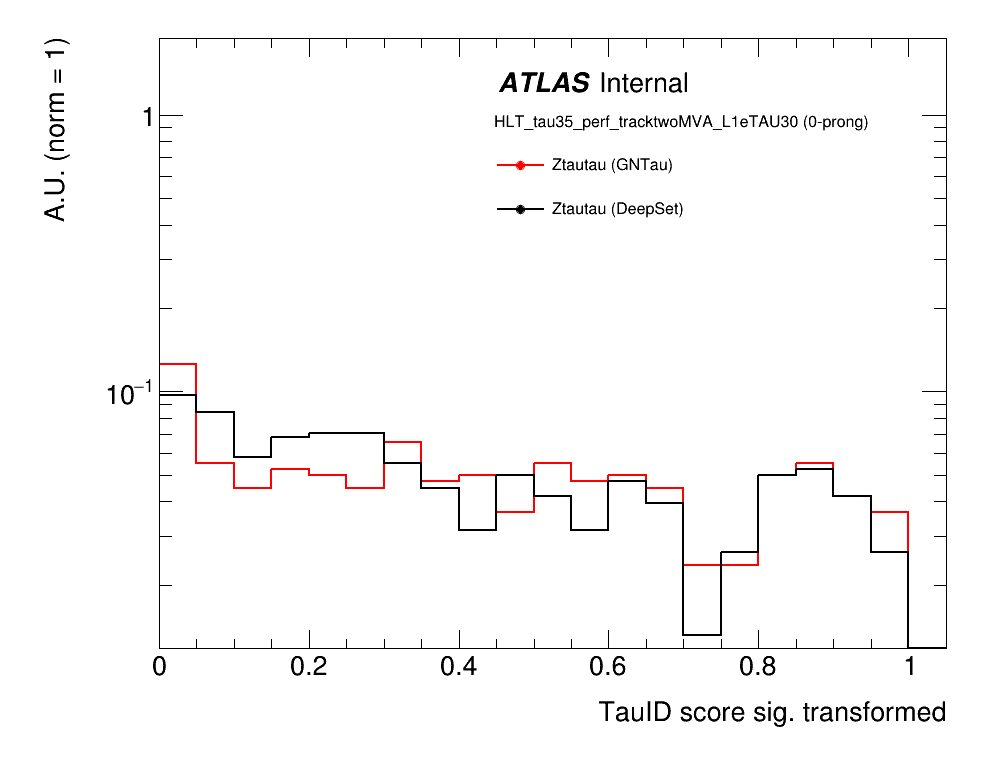 A.U. (norm = 1)
ATLAS Internal
HLT_tau35_perf_tracktwoMVA_L1eTAU30 (0-prong)
Ztautau (GNTau)
Ztautau (DeepSet)
1
10⁻¹
0 0.2 0.4 0.6 0.8 1
TauID score sig. transformed